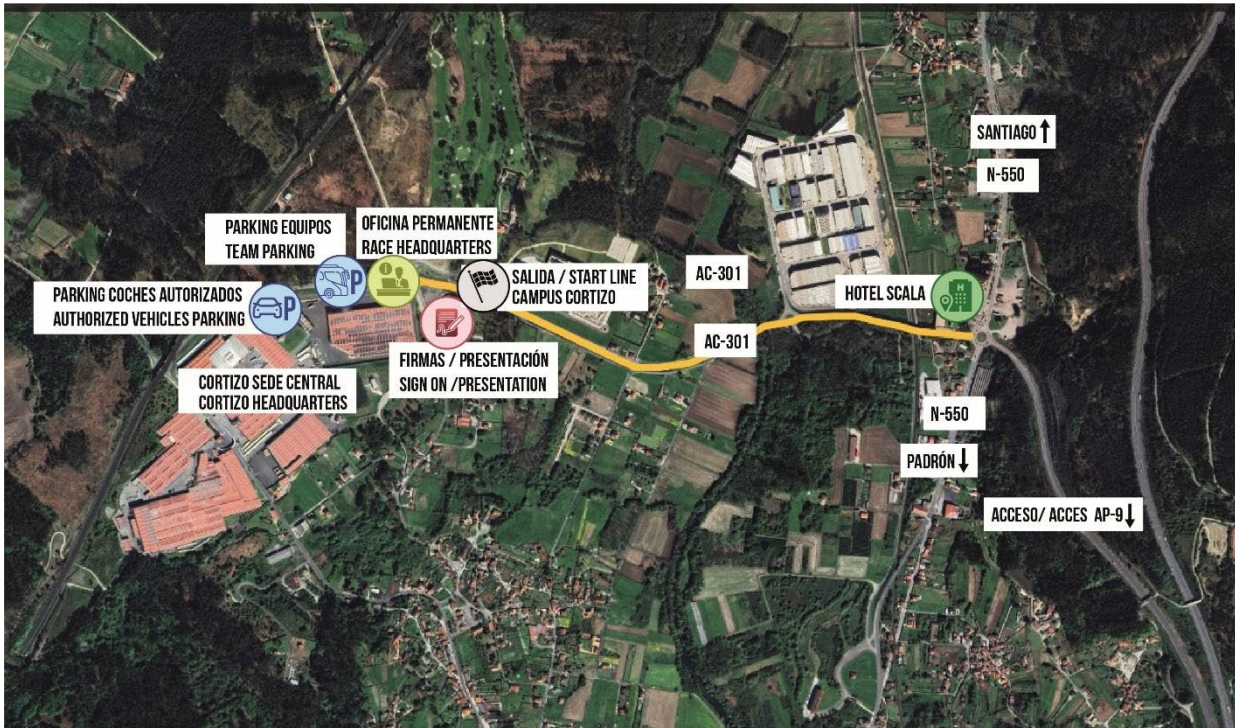 SANTIAGO ↑
N-550
PARKING EQUIPOS
TEAM PARKING
OFICINA PERMANENTE
RACE HEADQUARTERS
SALIDA / START LINE
CAMPUS CORTIZO
AC-301
HOTEL SCALA
H
PARKING COCHES AUTORIZADOS
AUTHORIZED VEHICLES PARKING
P
P
i
FIRMAS / PRESENTACIÓN
SIGN ON /PRESENTATION
AC-301
CORTIZO SEDE CENTRAL
CORTIZO HEADQUARTERS
N-550
PADRÓN ↓
ACCESO/ ACCES AP-9 ↓